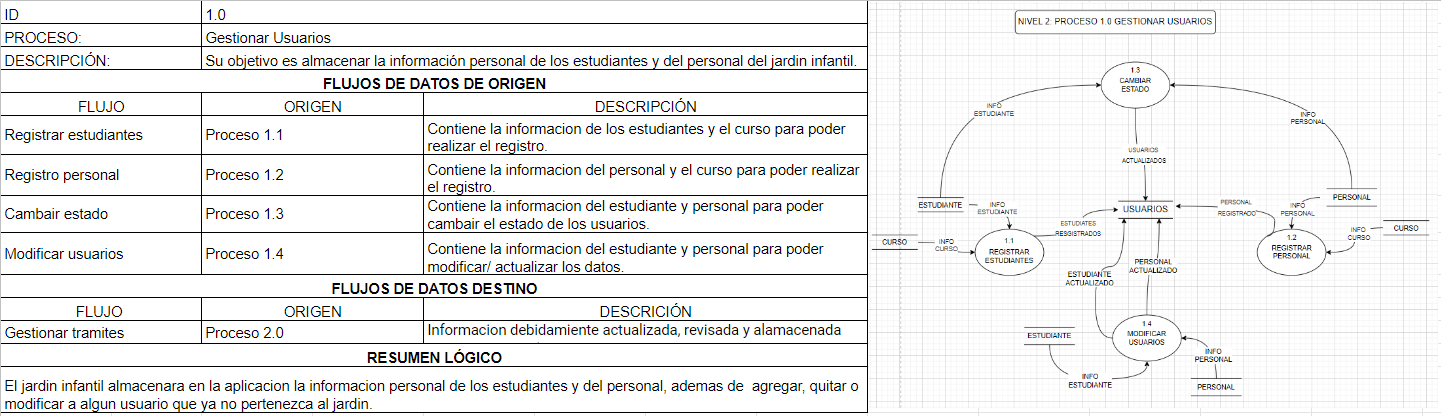 ID 1.0
PROCESO: Gestionar Usuarios
DESCRIPCIÓN: Su objetivo es almacenar la información personal de los estudiantes y del personal del jardin infantil.
FLUJOS DE DATOS DE ORIGEN
FLUJO ORIGEN DESCRIPCIÓN
Registrar estudiantes Proceso 1.1 Contiene la informacion de los estudiantes y el curso para poder
realizar el registro.
Registro personal Proceso 1.2 Contiene la informacion del personal y el curso para poder realizar
el registro.
Cambair estado Proceso 1.3 Contiene la informacion del estudiante y personal para poder
cambiar el estado de los usuarios.
Modificar usuarios Proceso 1.4 Contiene la informacion del estudiante y personal para poder
modificar/ actualizar los datos.
FLUJOS DE DATOS DESTINO
FLUJO ORIGEN DESCRICIÓN
Gestionar tramites Proceso 2.0 Informacion debidamiente actualizada, revisada y alamacenada
RESUMEN LÓGICO
El jardin infantil almacenara en la aplicacion la informacion personal de los estudiantes y del personal, ademas de agregar, quitar o
modificar a algun usuario que ya no pertenezca al jardin.
NIVEL 2: PROCESO 1.0 GESTIONAR USUARIOS
1.3
CAMBIAR
ESTADO
INFO
ESTUDIANTE
INFO
PERSONAL
USUARIOS
ACTUALIZADOS
ESTUDIANTE
INFO
ESTUDIANTE
ESTUDIATES
RESGISTRADOS
USUARIOS
PERSONAL
REGISTRADO
INFO
PERSONAL
PERSONAL
CURSO
INFO
CURSO
1.1
REGISTRAR
ESTUDIANTES
1.2
REGISTRAR
PERSONAL
INFO
CURSO
CURSO
ESTUDIANTE
ACTUALIZADO
PERSONAL
ACTUALIZADO
1.4
MODIFICAR
USUARIOS
ESTUDIANTE
INFO
ESTUDIANTE
INFO
PERSONAL
PERSONAL